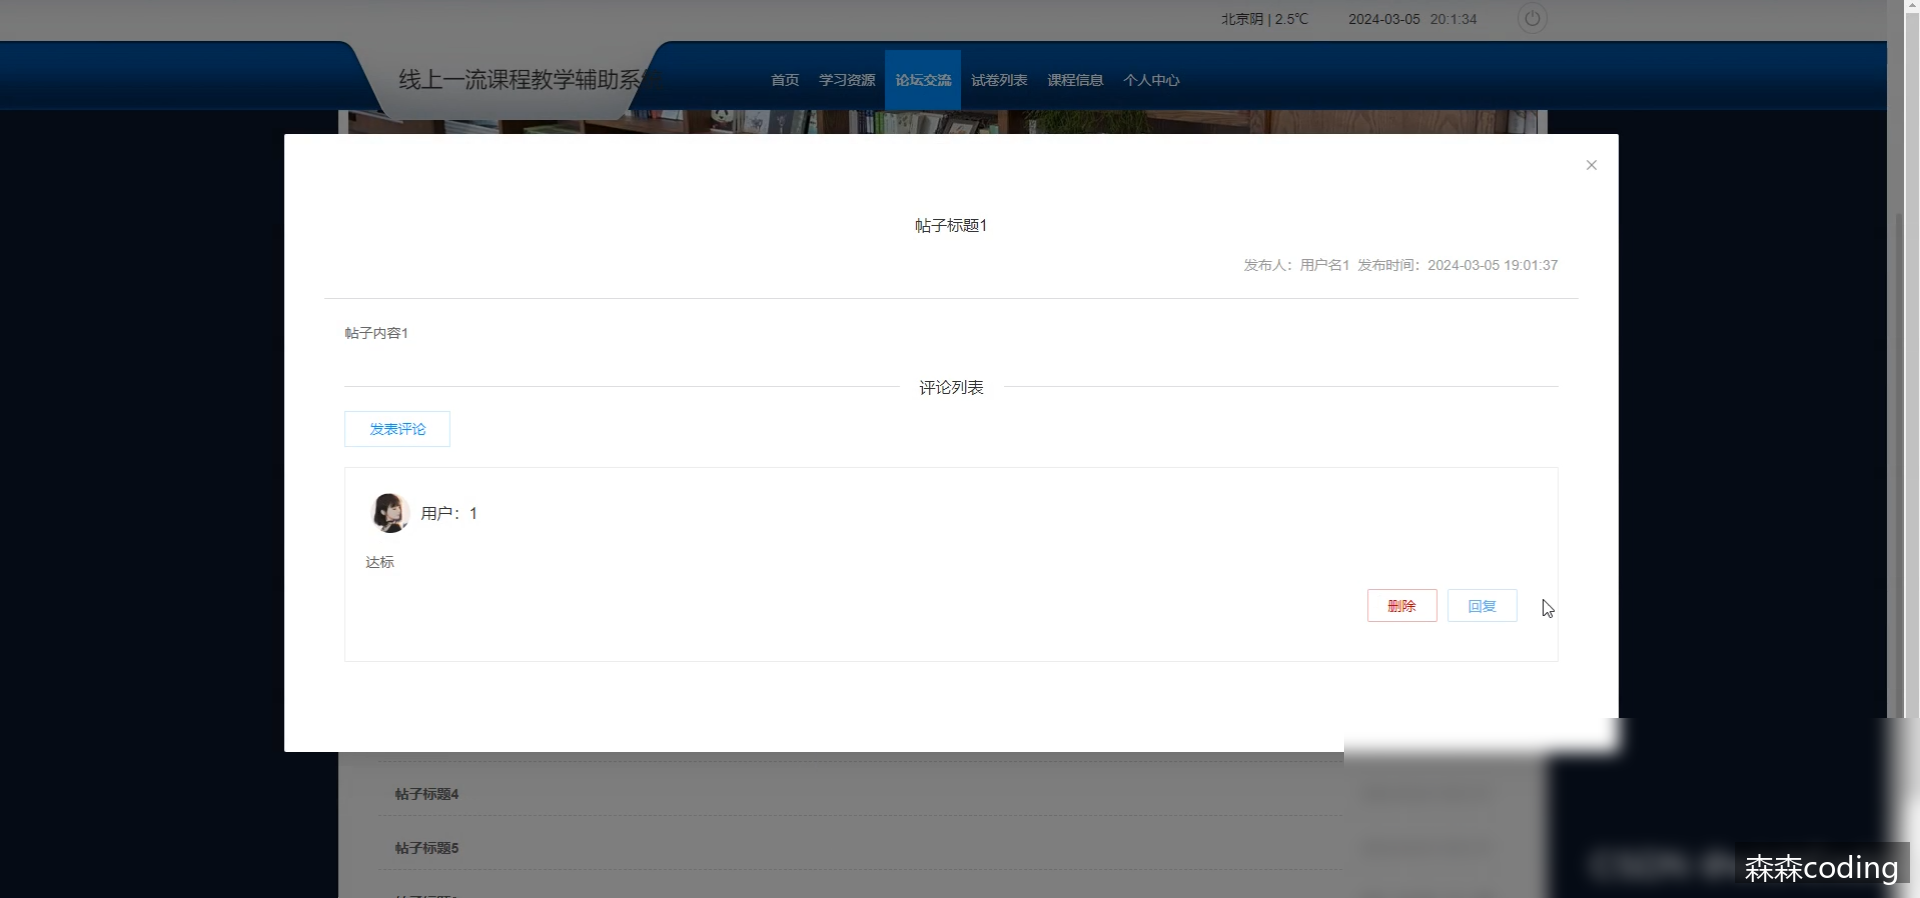 北京阴 | 2.5℃ 2024-03-05 20:1:34
线上一流课程教学辅助系统
首页 学习资源 论坛交流 试卷列表 课程信息 个人中心
帖子标题1
发布人：用户名1 发布时间：2024-03-05 19:01:37
帖子内容1
评论列表
发表评论
用户：1
达标
删除 回复
帖子标题4
帖子标题5
森森coding